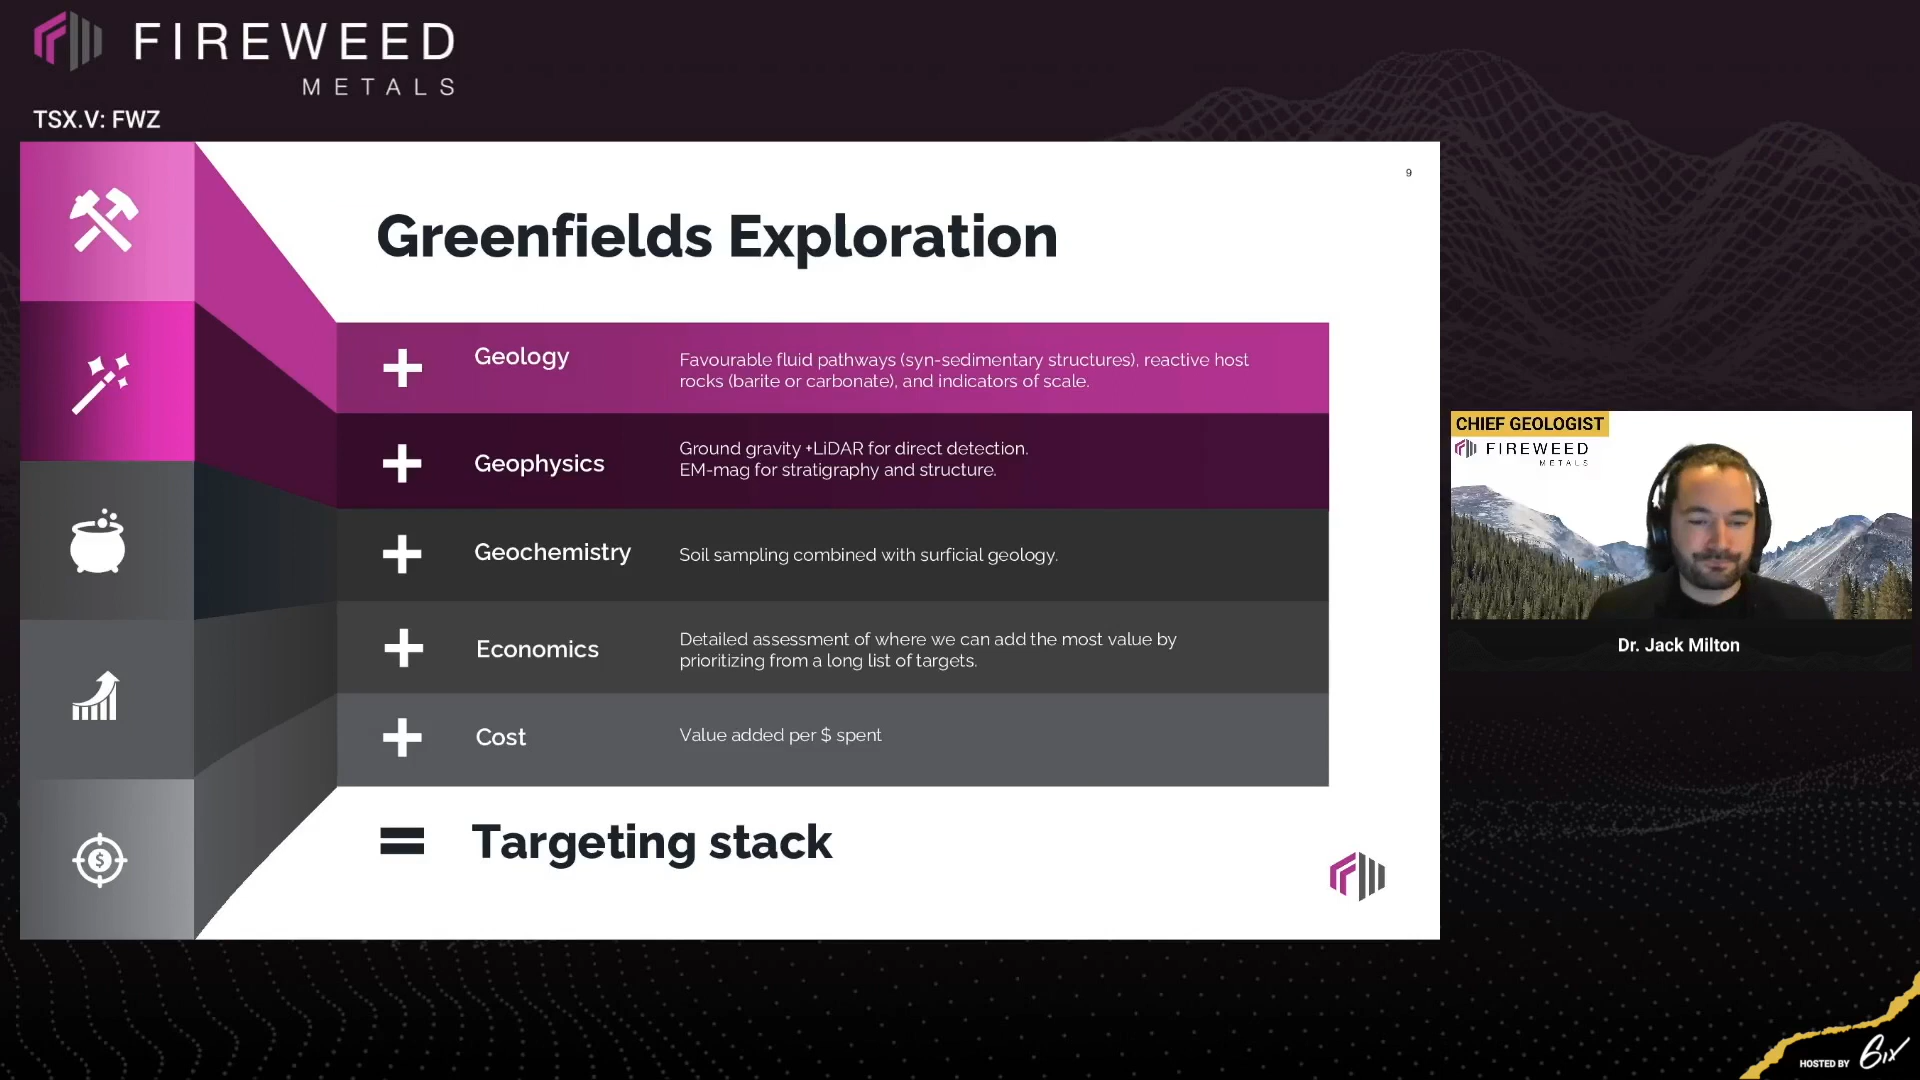 FIREWEED
METALS
TSX.V: FWZ
9
Greenfields Exploration
Geology
Favourable fluid pathways (syn-sedimentary structures), reactive host
rocks (barite or carbonate), and indicators of scale.
Geophysics
Ground gravity +LiDAR for direct detection.
EM-mag for stratigraphy and structure.
Geochemistry
Soil sampling combined with surficial geology.
Economics
Detailed assessment of where we can add the most value by
prioritizing from a long list of targets.
Cost
Value added per $ spent
= Targeting stack
CHIEF GEOLOGIST
FIREWEED
METALS
Dr. Jack Milton
HOSTED BY 6ix